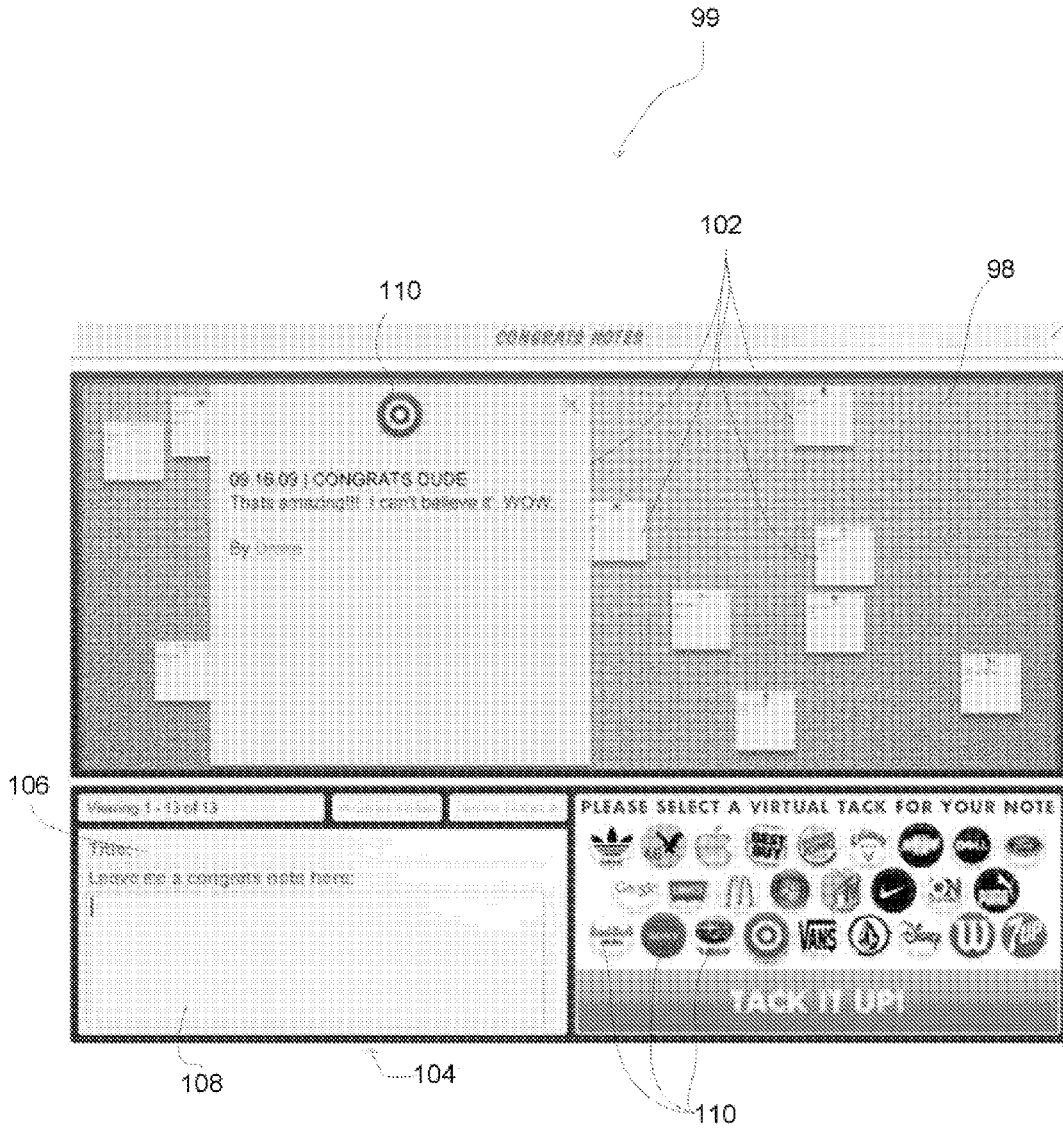 99
102
98
110
CONGRATS NOTES
09.16.09 | CONGRATS DUDE
Thats amazing!!! I can't believe it. WOW.
By
106
Viewing 1 - 13 of 13
PLEASE SELECT A VIRTUAL TACK FOR YOUR NOTE
Title:
BEST BUY
Leave me a congrats note here:
Google
VANS
Disney
TACK IT UP!
108
104
110